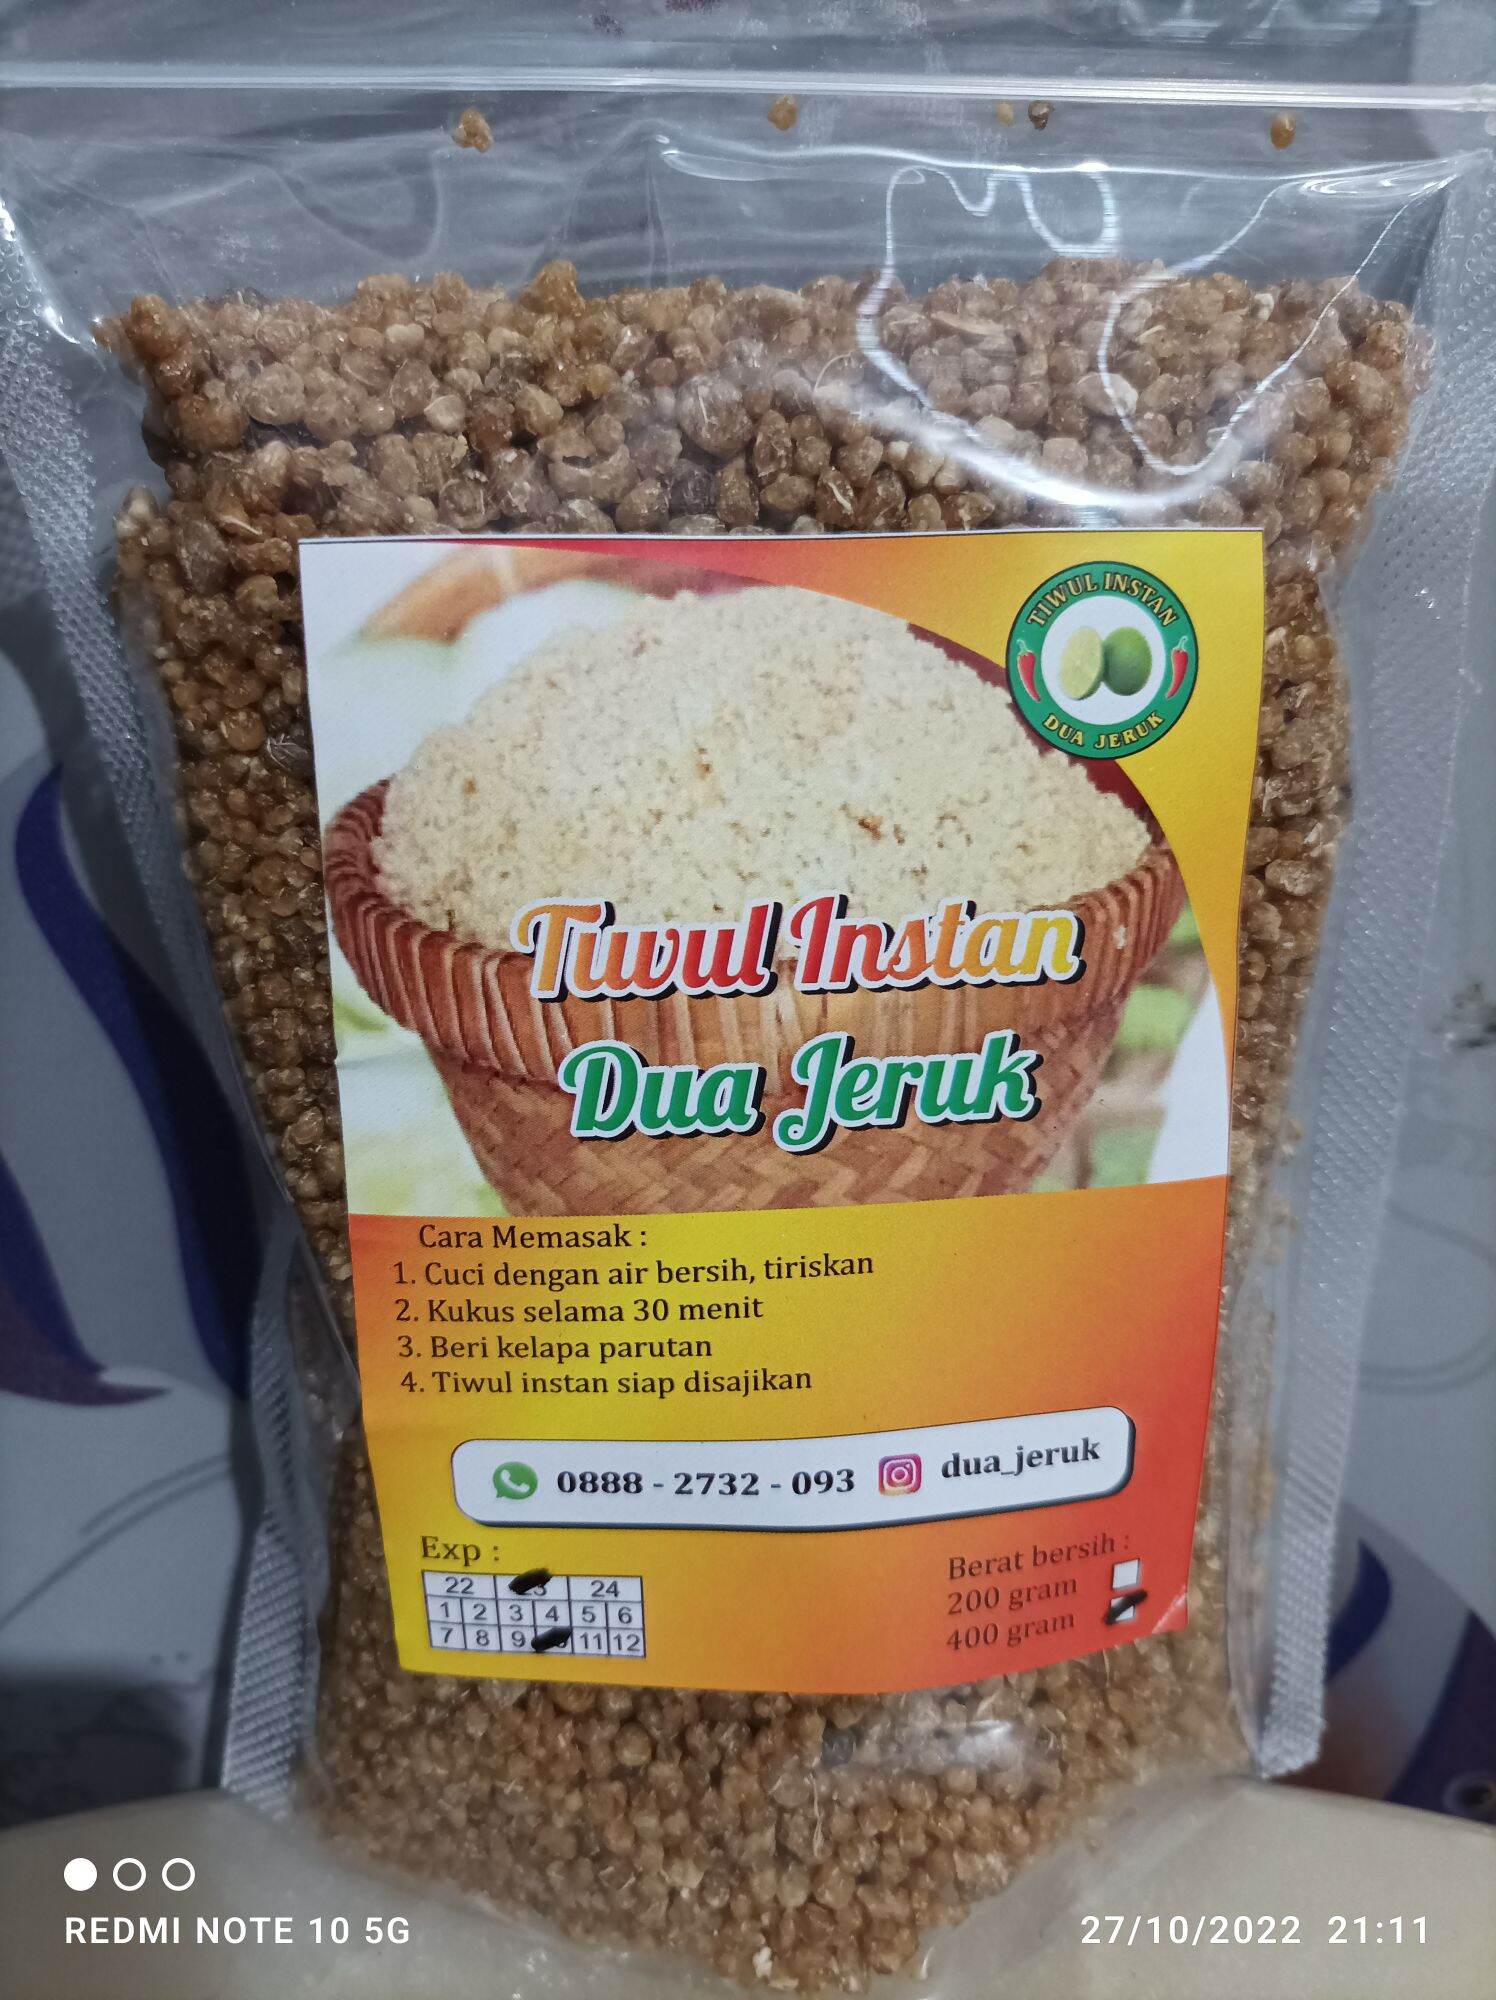 TIWUL INSTAN
DUA JERUK
Tiwul Instan
Dua Jeruk
Cara Memasak :
1. Cuci dengan air bersih, tiriskan
2. Kukus selama 30 menit
3. Beri kelapa parutan
4. Tiwul instan siap disajikan
0888 - 2732 - 093 dua_jeruk
Exp :
22 24
1 2 3 4 5 6
7 8 9 11 12
Berat bersih :
200 gram
400 gram
REDMI NOTE 10 5G
27/10/2022 21:11